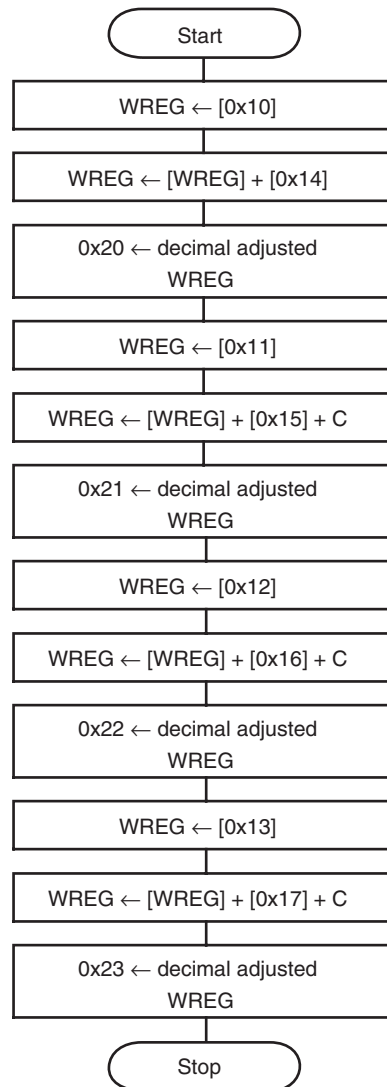 Start
WREG ← [0x10]
WREG ← [WREG] + [0x14]
0x20 ← decimal adjusted
WREG
WREG ← [0x11]
WREG ← [WREG] + [0x15] + C
0x21 ← decimal adjusted
WREG
WREG ← [0x12]
WREG ← [WREG] + [0x16] + C
0x22 ← decimal adjusted
WREG
WREG ← [0x13]
WREG ← [WREG] + [0x17] + C
0x23 ← decimal adjusted
WREG
Stop